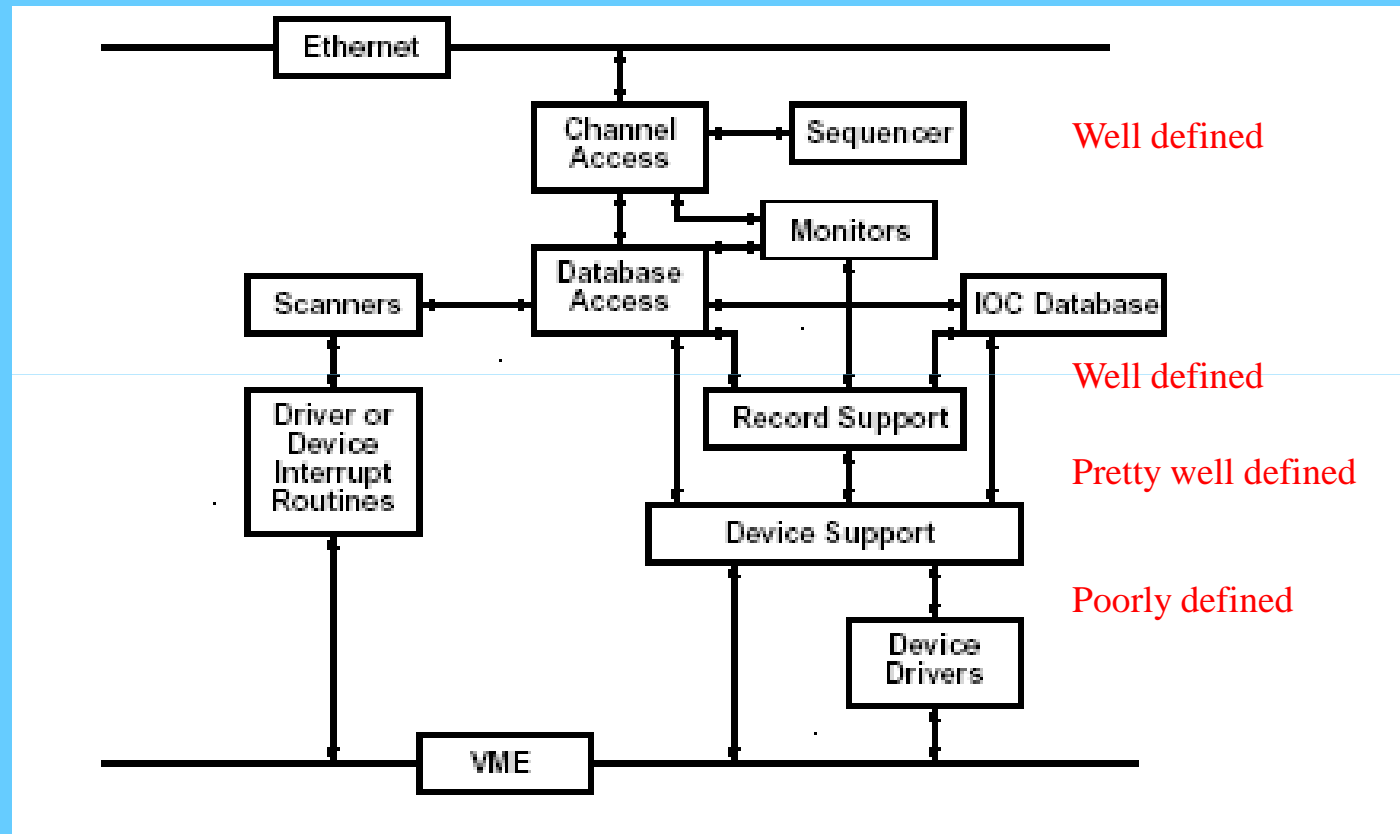 Ethernet
Channel
Access
Sequencer
Well defined
Monitors
Database
Access
Scanners
IOC Database
Well defined
Driver or
Device
Interrupt
Routines
Record Support
Pretty well defined
Device Support
Poorly defined
Device
Drivers
VME